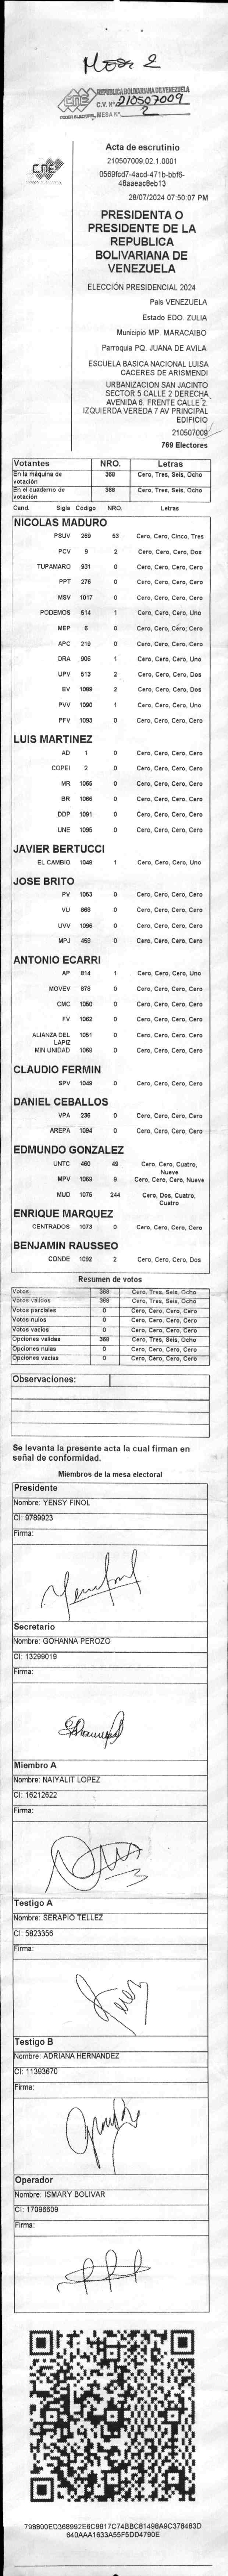 Mesa 2
CNE
PODER ELECTORAL
REPUBLICA BOLIVARIANA DE VENEZUELA
C.V. Nº 210507009
MESA Nº 2
CNE
Acta de escrutinio
210507009.02.1.0001
0569fcd7-4acd-471b-bbf6-
48aaeac8eb13
28/07/2024 07:50:07 PM
PRESIDENTA O
PRESIDENTE DE LA
REPUBLICA
BOLIVARIANA DE
VENEZUELA
ELECCIÓN PRESIDENCIAL 2024
Pais VENEZUELA
Estado EDO. ZULIA
Municipio MP. MARACAIBO
Parroquia PQ. JUANA DE AVILA
ESCUELA BASICA NACIONAL LUISA
CACERES DE ARISMENDI
URBANIZACION SAN JACINTO
SECTOR 5 CALLE 2 DERECHA
AVENIDA 6. FRENTE CALLE 2.
IZQUIERDA VEREDA 7 AV PRINCIPAL
EDIFICIO
210507009
769 Electores
Votantes NRO. Letras
En la máquina de votación 368 Cero, Tres, Seis, Ocho
En el cuaderno de votación 368 Cero, Tres, Seis, Ocho
Cand. Sigla Código NRO. Letras
NICOLAS MADURO
PSUV 269 53 Cero, Cero, Cinco, Tres
PCV 9 2 Cero, Cero, Cero, Dos
TUPAMARO 931 0 Cero, Cero, Cero, Cero
PPT 276 0 Cero, Cero, Cero, Cero
MSV 1017 0 Cero, Cero, Cero, Cero
PODEMOS 514 1 Cero, Cero, Cero, Uno
MEP 6 0 Cero, Cero, Cero, Cero
APC 219 0 Cero, Cero, Cero, Cero
ORA 906 1 Cero, Cero, Cero, Uno
UPV 513 2 Cero, Cero, Cero, Dos
EV 1089 2 Cero, Cero, Cero, Dos
PVV 1090 1 Cero, Cero, Cero, Uno
PFV 1093 0 Cero, Cero, Cero, Cero
LUIS MARTINEZ
AD 1 0 Cero, Cero, Cero, Cero
COPEI 2 0 Cero, Cero, Cero, Cero
MR 1065 0 Cero, Cero, Cero, Cero
BR 1066 0 Cero, Cero, Cero, Cero
DDP 1091 0 Cero, Cero, Cero, Cero
UNE 1095 0 Cero, Cero, Cero, Cero
JAVIER BERTUCCI
EL CAMBIO 1048 1 Cero, Cero, Cero, Uno
JOSE BRITO
PV 1053 0 Cero, Cero, Cero, Cero
VU 868 0 Cero, Cero, Cero, Cero
UVV 1096 0 Cero, Cero, Cero, Cero
MPJ 458 0 Cero, Cero, Cero, Cero
ANTONIO ECARRI
AP 814 1 Cero, Cero, Cero, Uno
MOVEV 878 0 Cero, Cero, Cero, Cero
CMC 1050 0 Cero, Cero, Cero, Cero
FV 1062 0 Cero, Cero, Cero, Cero
ALIANZA DEL LAPIZ 1051 0 Cero, Cero, Cero, Cero
MIN UNIDAD 1068 0 Cero, Cero, Cero, Cero
CLAUDIO FERMIN
SPV 1049 0 Cero, Cero, Cero, Cero
DANIEL CEBALLOS
VPA 236 0 Cero, Cero, Cero, Cero
AREPA 1094 0 Cero, Cero, Cero, Cero
EDMUNDO GONZALEZ
UNTC 460 49 Cero, Cero, Cuatro, Nueve
MPV 1069 9 Cero, Cero, Cero, Nueve
MUD 1075 244 Cero, Dos, Cuatro, Cuatro
ENRIQUE MARQUEZ
CENTRADOS 1073 0 Cero, Cero, Cero, Cero
BENJAMIN RAUSSEO
CONDE 1092 2 Cero, Cero, Cero, Dos
Resumen de votos
Votos 368 Cero, Tres, Seis, Ocho
Votos validos 368 Cero, Tres, Seis, Ocho
Votos parciales 0 Cero, Cero, Cero, Cero
Votos nulos 0 Cero, Cero, Cero, Cero
Votos vacios 0 Cero, Cero, Cero, Cero
Opciones validas 368 Cero, Tres, Seis, Ocho
Opciones nulas 0 Cero, Cero, Cero, Cero
Opciones vacias 0 Cero, Cero, Cero, Cero
Observaciones:
Se levanta la presente acta la cual firman en
señal de conformidad.
Miembros de la mesa electoral
Presidente
Nombre: YENSY FINOL
CI: 9789923
Firma:
Secretario
Nombre: GOHANNA PEROZO
CI: 13299019
Firma:
Miembro A
Nombre: NAIYALIT LOPEZ
CI: 16212622
Firma:
Testigo A
Nombre: SERAPIO TELLEZ
CI: 5823356
Firma:
Testigo B
Nombre: ADRIANA HERNANDEZ
CI: 11393670
Firma:
Operador
Nombre: ISMARY BOLIVAR
CI: 17096609
Firma:
798800ED368992E6C9817C74BBC81498A9C378483D
640AAA1633A55F5DD4790E